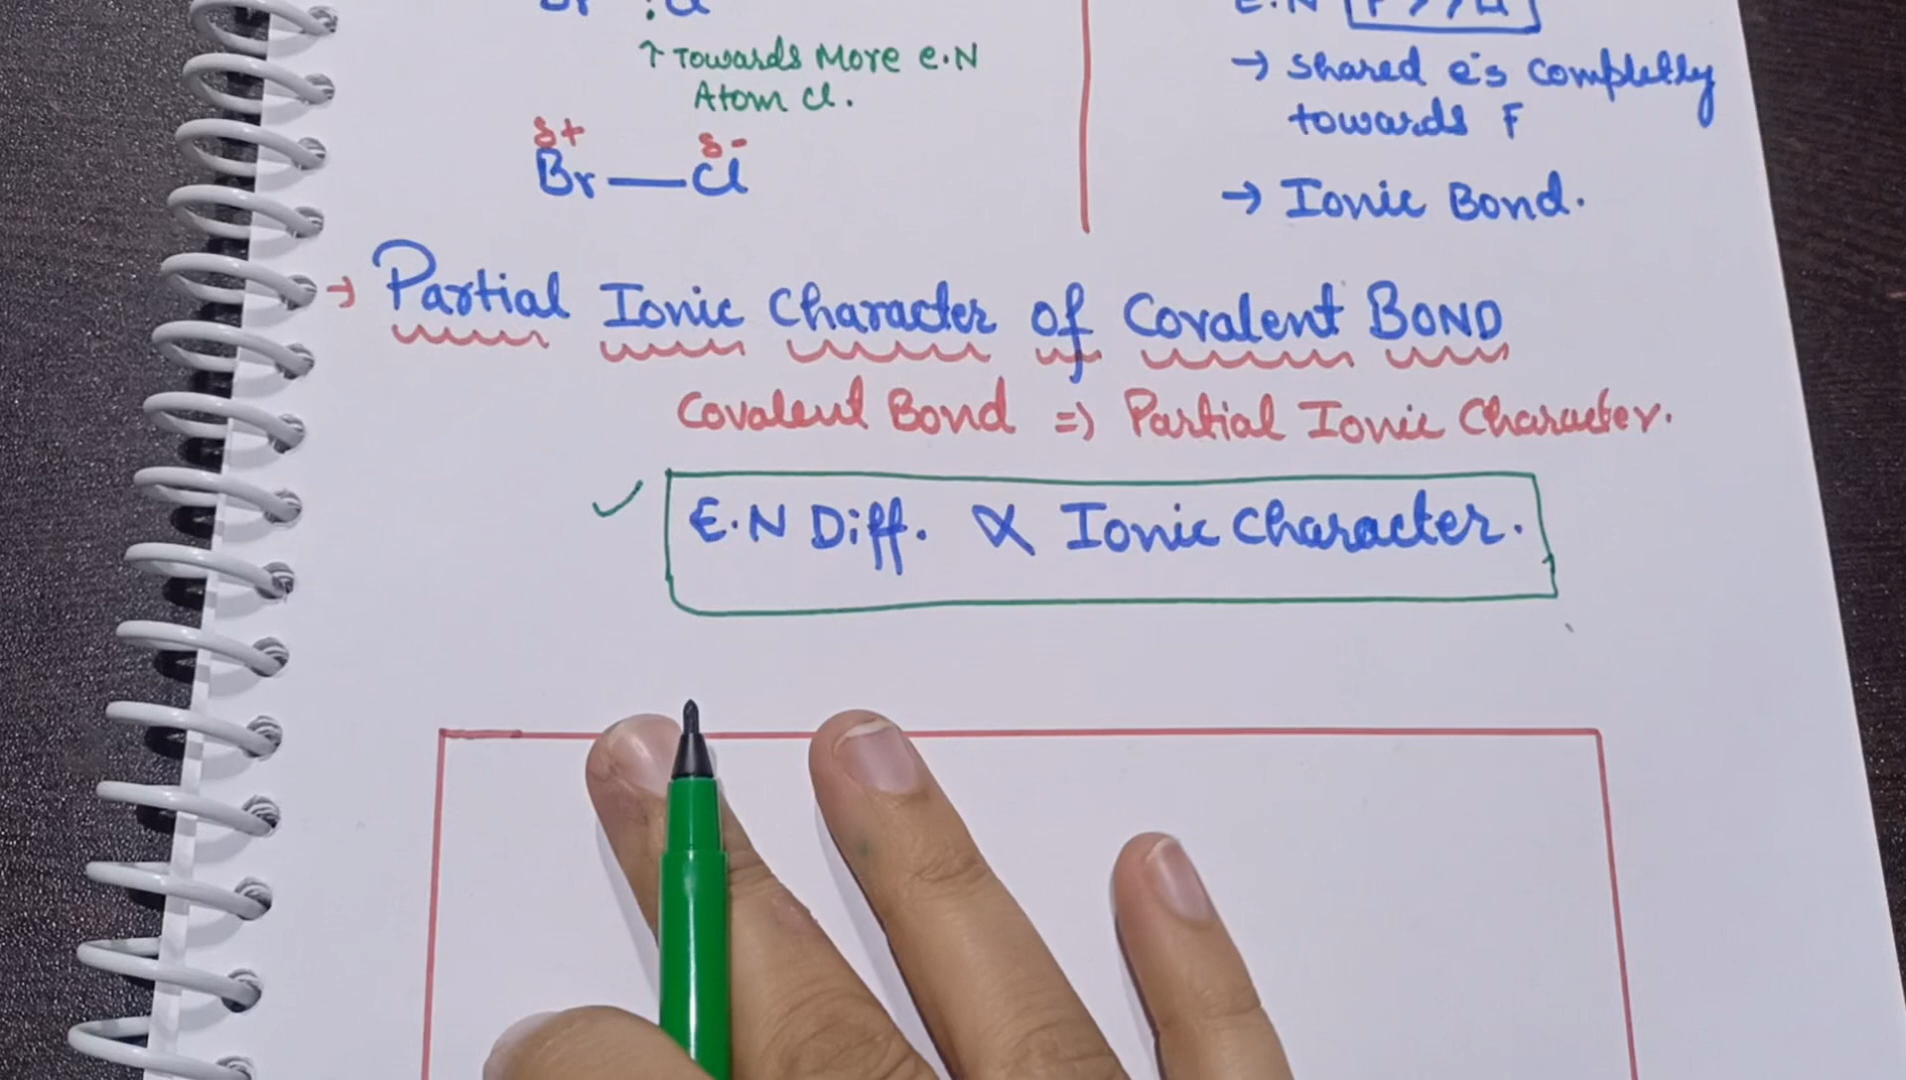 ↑ Towards More e.N
Atom Cl.
δ+ δ-
Br — Cl
E.N
→ Shared e's Completly
towards F
→ Ionic Bond.
→ Partial Ionic Character of Covalent BOND
Covalent Bond => Partial Ionic Character.
✓ E.N Diff. ∝ Ionic Character.